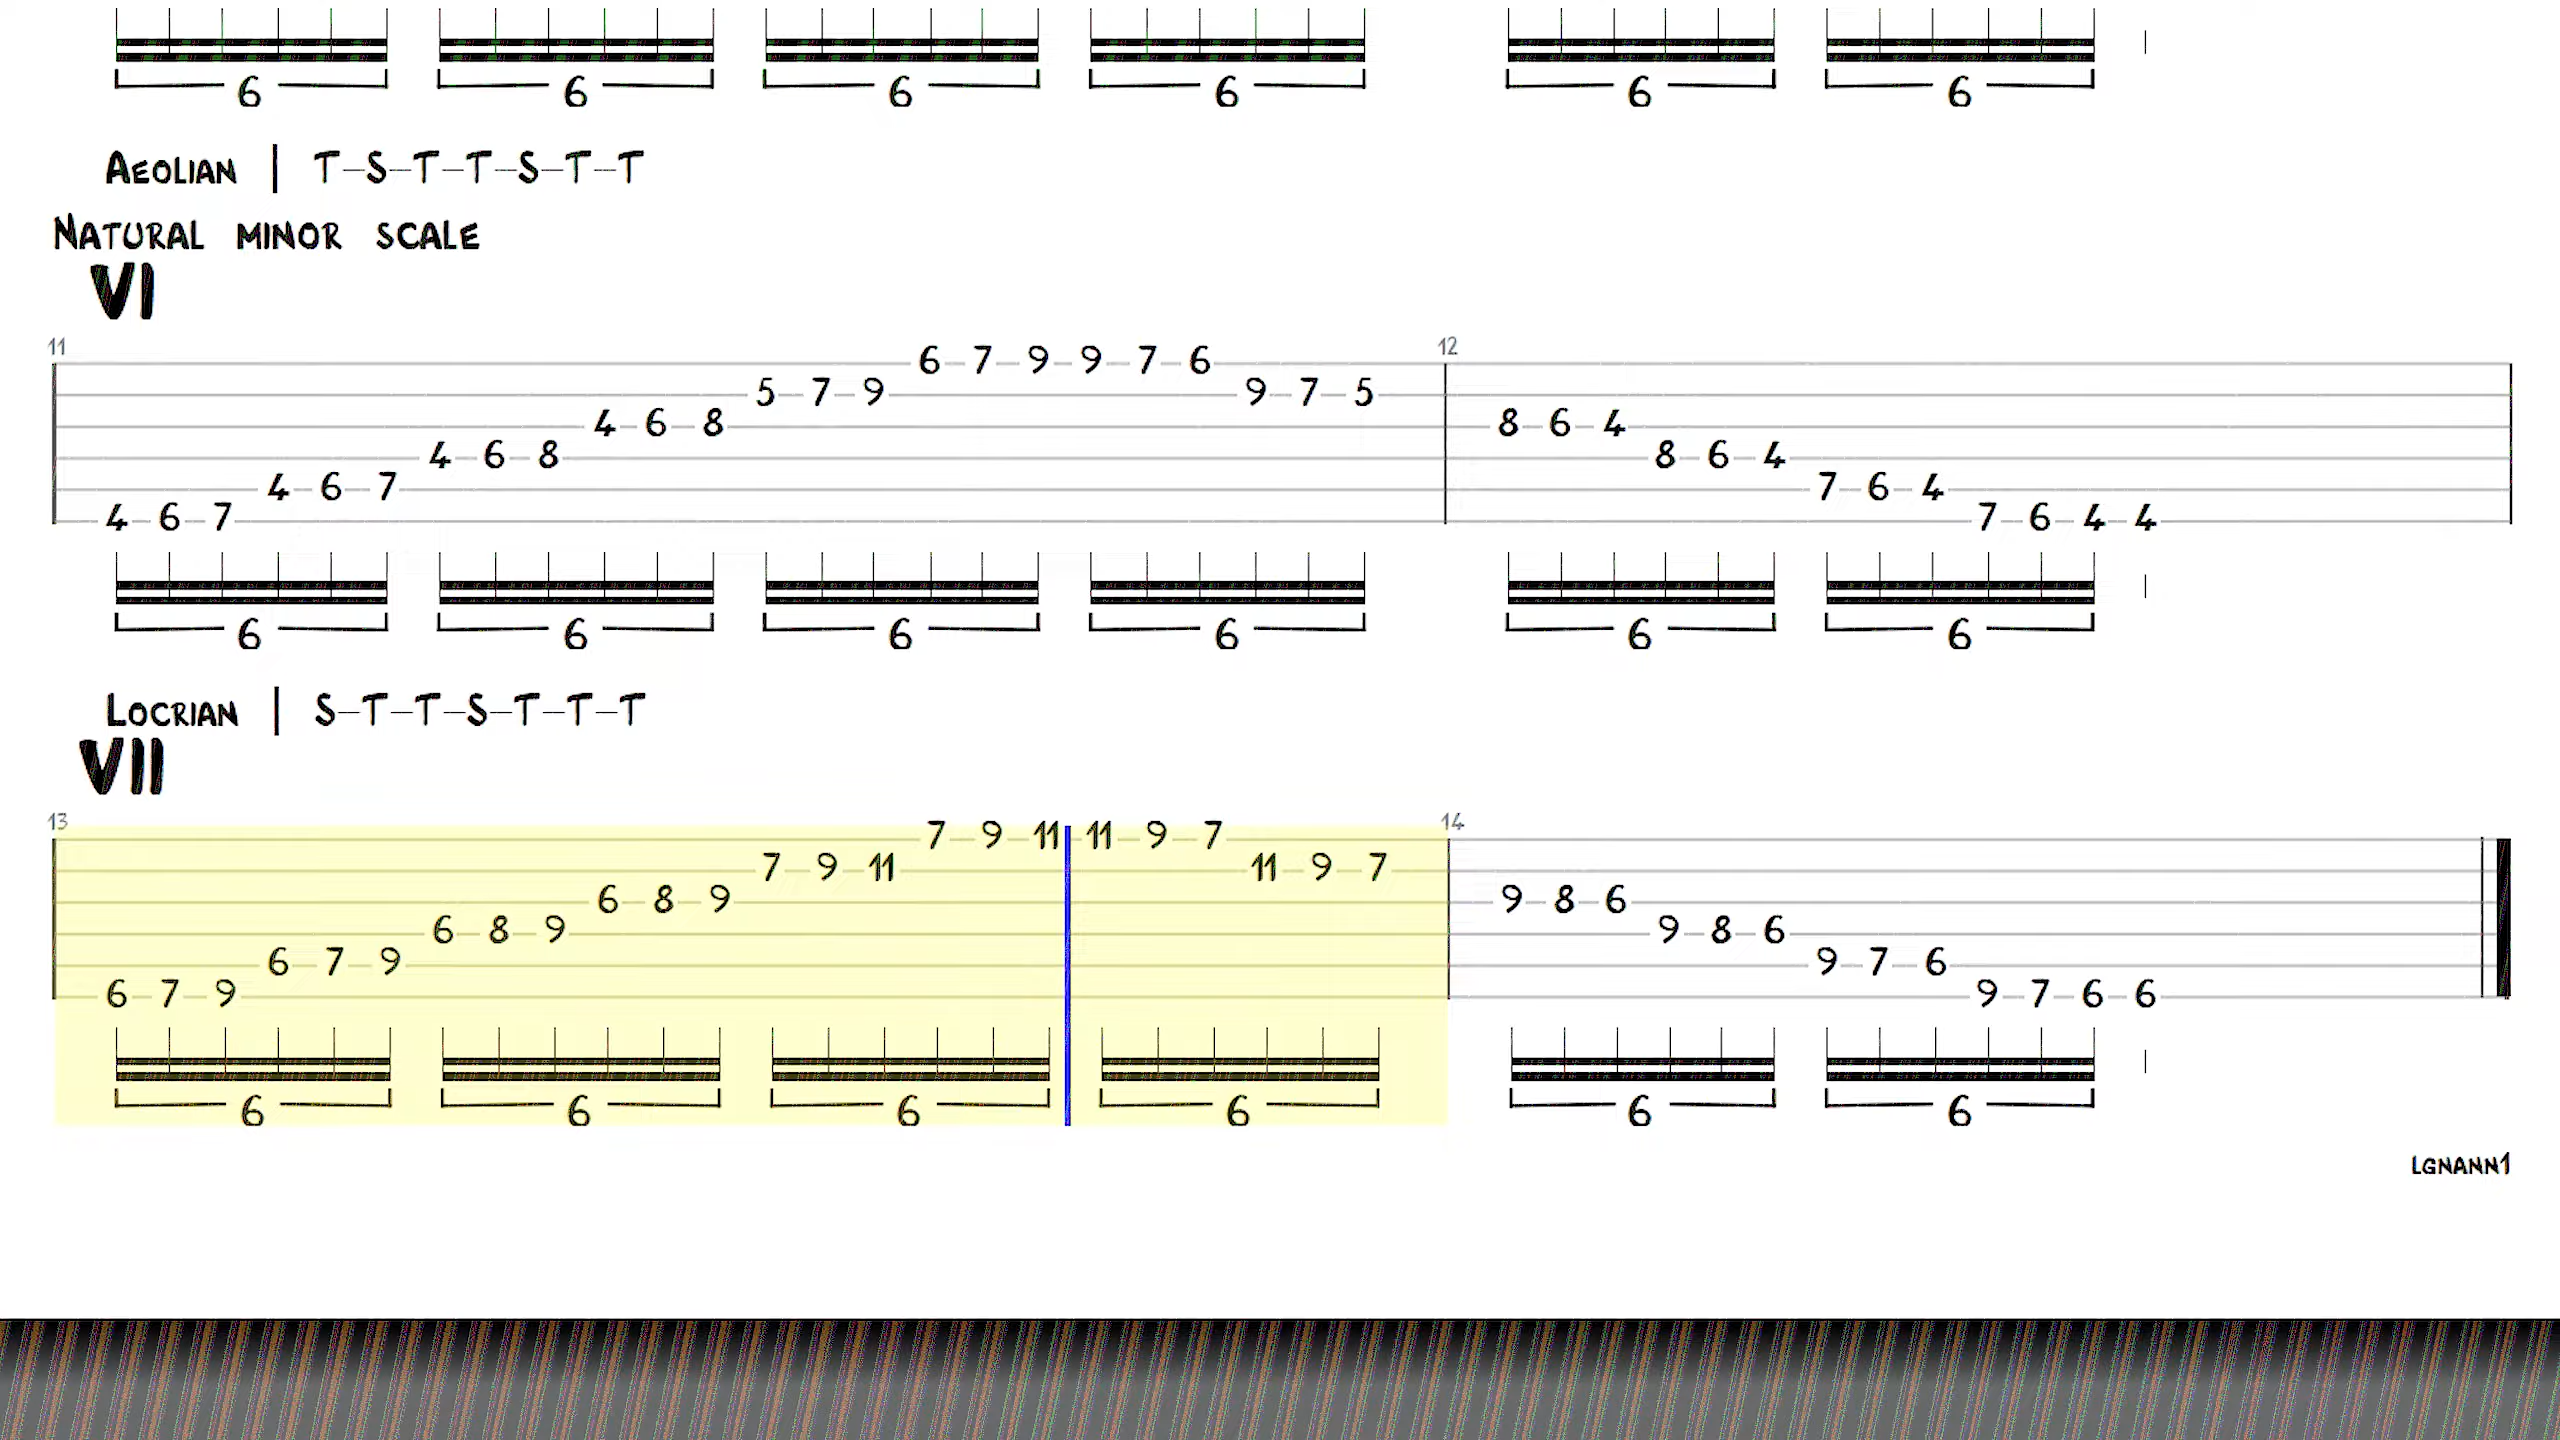 6 6 6 6 6 6
AEOLIAN | T-S-T-T-S-T-T
NATURAL MINOR SCALE
VI
11 12
6 7 9 9 7 6
5 7 9 9 7 5
4 6 8 8 6 4
4 6 8 8 6 4
4 6 7 7 6 4
4 6 7 7 6 4 4
6 6 6 6 6 6
LOCRIAN | S-T-T-S-T-T-T
VII
13 14
7 9 11 11 9 7
7 9 11 11 9 7
6 8 9 9 8 6
6 8 9 9 8 6
6 7 9 9 7 6
6 7 9 9 7 6 6
6 6 6 6 6 6
LGNANN1